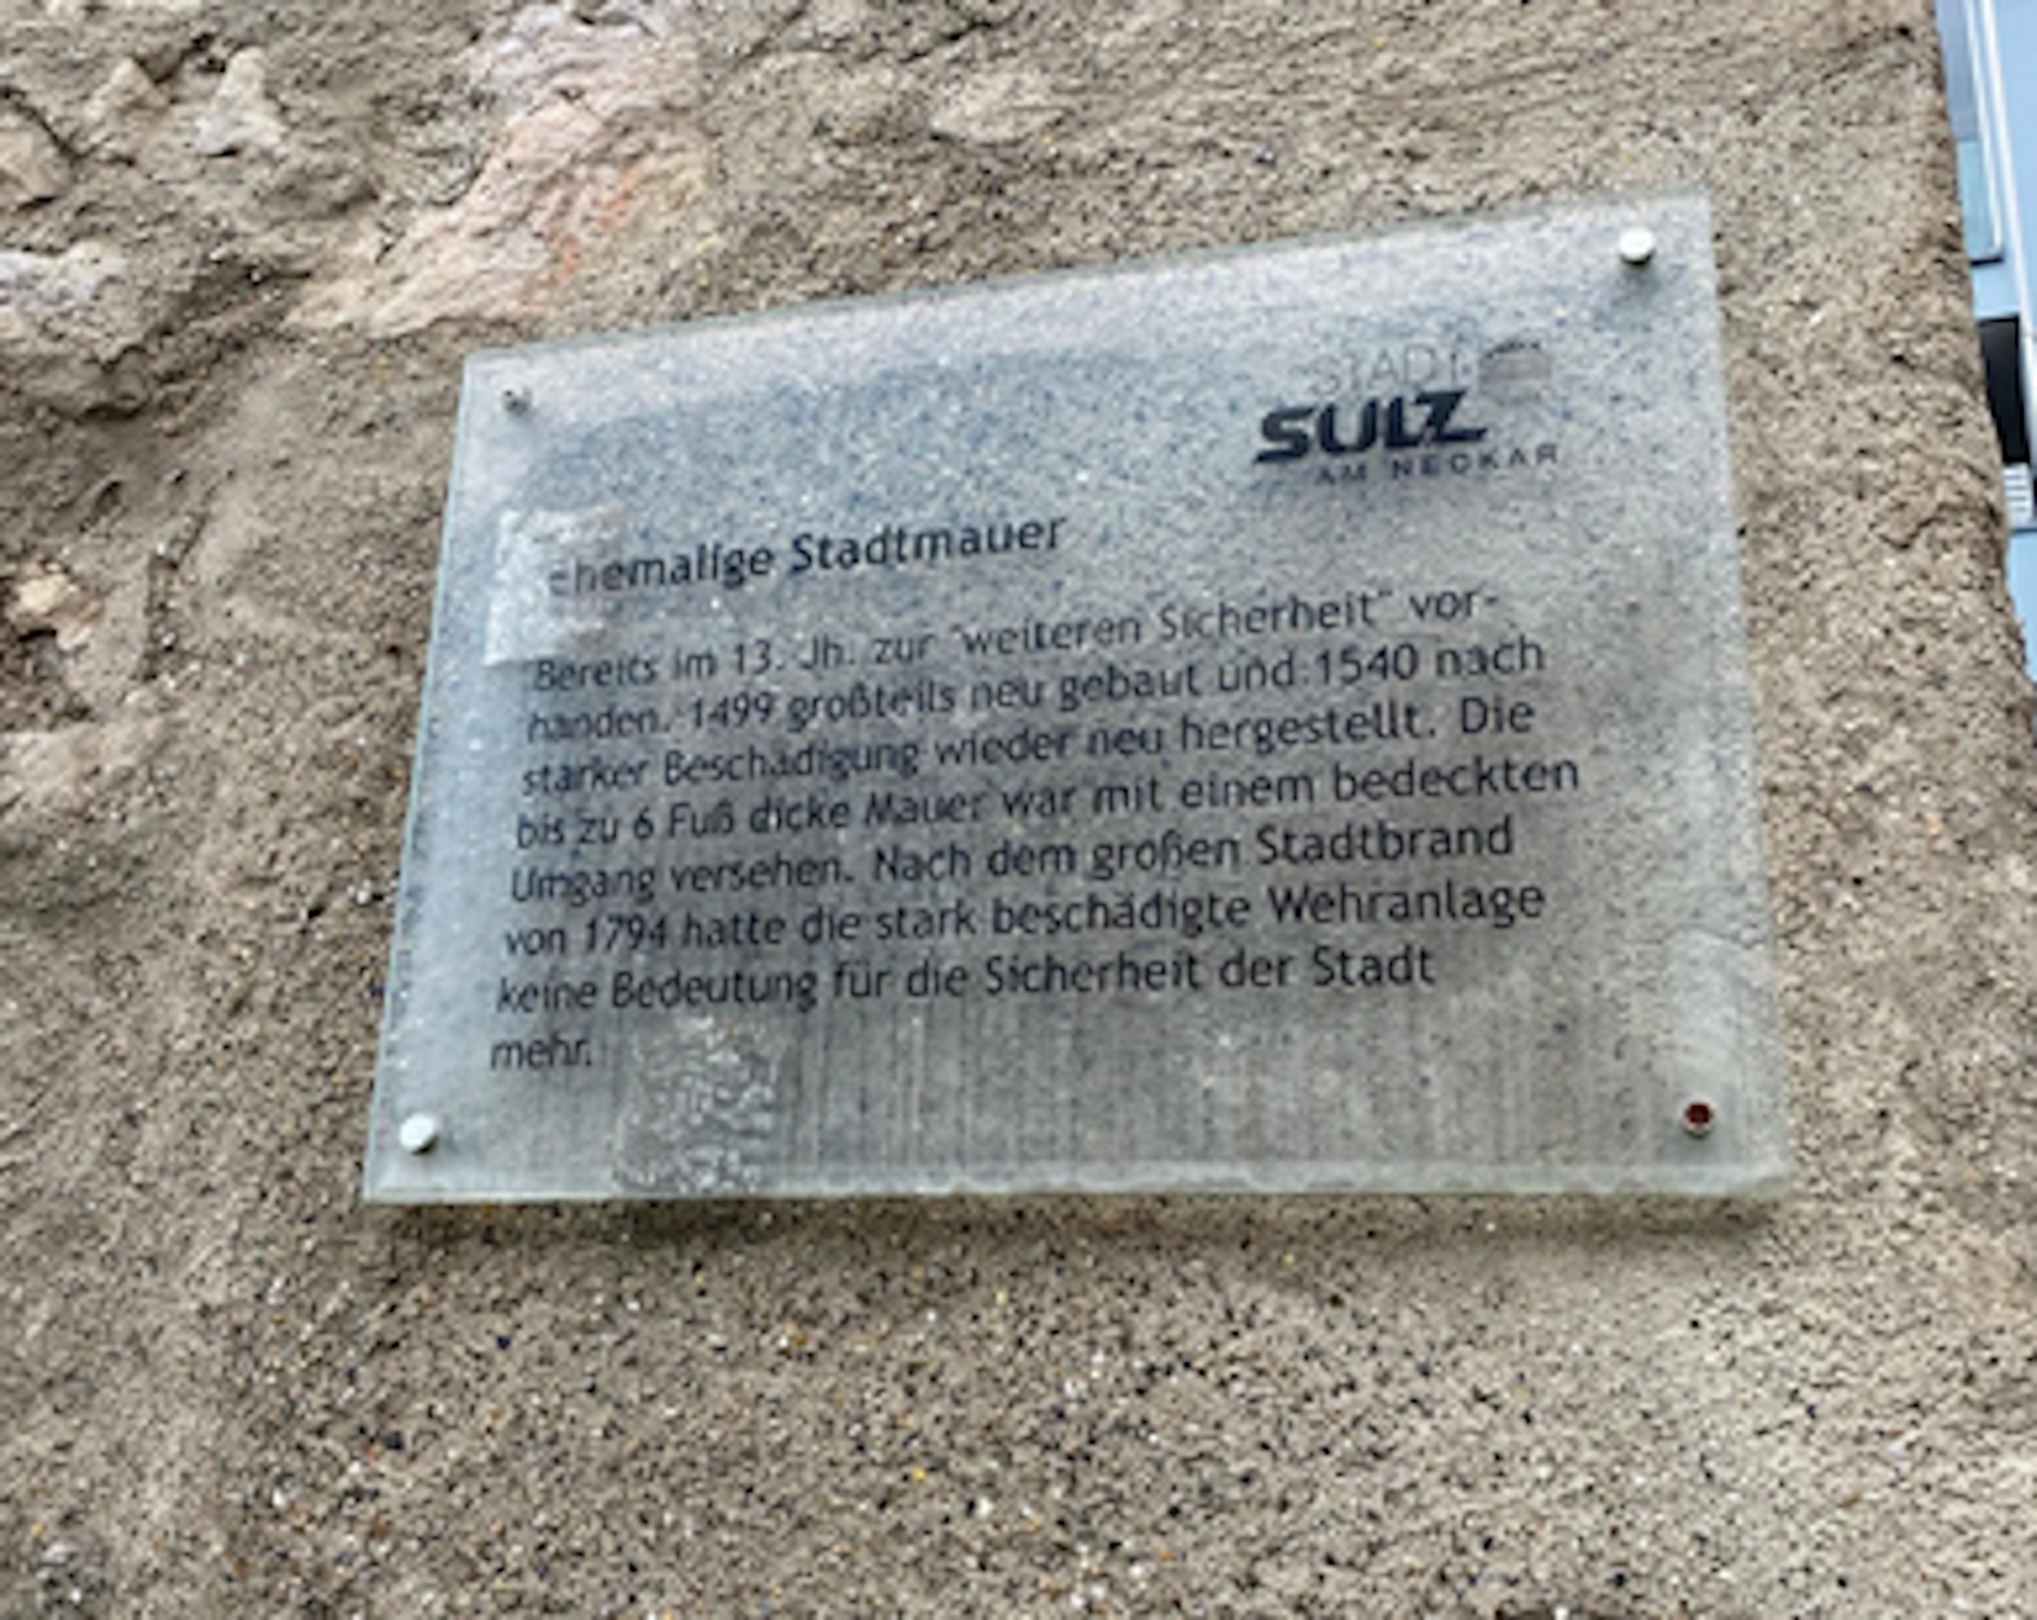 STADT
SULZ
AM NECKAR
ehemalige Stadtmauer
Bereits im 13. Jh. zur "weiteren Sicherheit" vor-
handen. 1499 großteils neu gebaut und 1540 nach
starker Beschädigung wieder neu hergestellt. Die
bis zu 6 Fuß dicke Mauer war mit einem bedeckten
Umgang versehen. Nach dem großen Stadtbrand
von 1794 hatte die stark beschädigte Wehranlage
keine Bedeutung für die Sicherheit der Stadt
mehr.